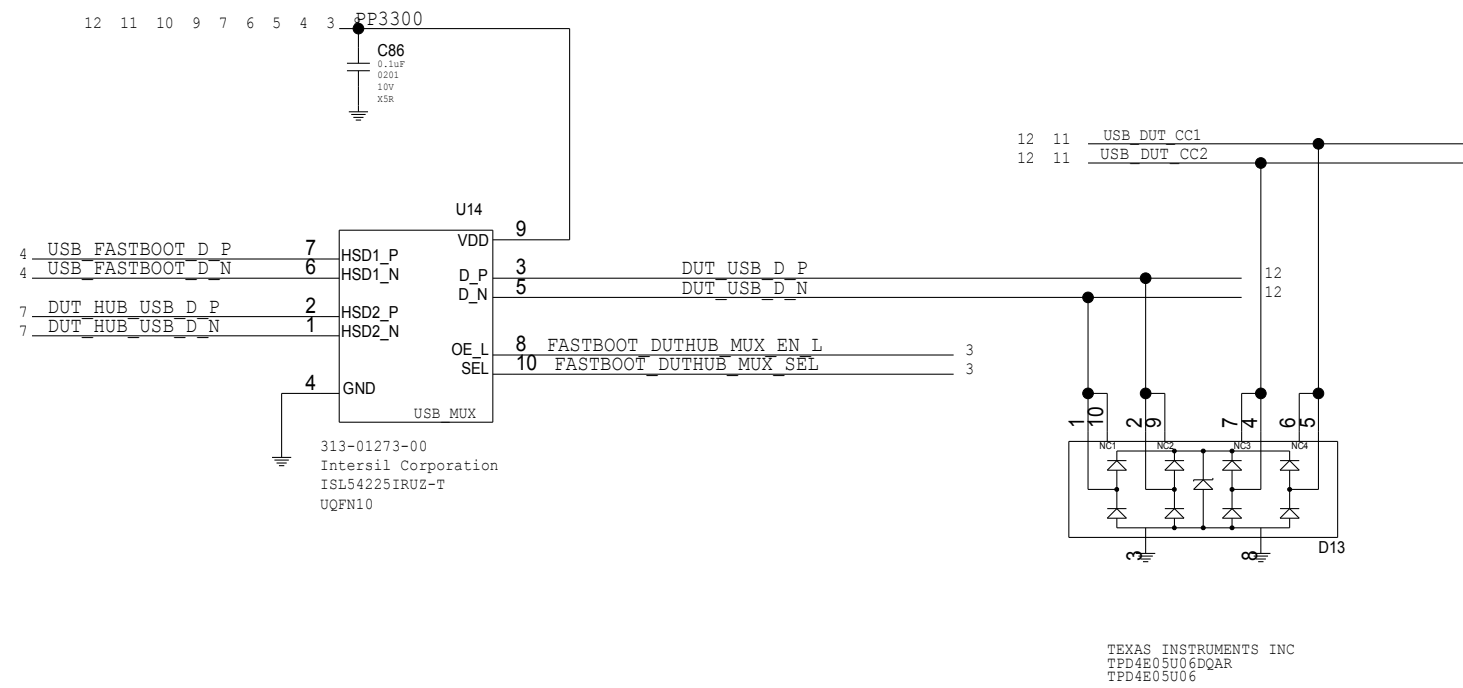 12 11 10 9 7 6 5 4 3 PP3300
C86
0.1uF
0201
10V
X5R
12 11 USB_DUT_CC1
12 11 USB_DUT_CC2
U14
9
VDD
4 USB_FASTBOOT_D_P 7 HSD1_P
4 USB_FASTBOOT_D_N 6 HSD1_N
D_P 3 DUT_USB_D_P 12
D_N 5 DUT_USB_D_N 12
7 DUT_HUB_USB_D_P 2 HSD2_P
7 DUT_HUB_USB_D_N 1 HSD2_N
OE_L 8 FASTBOOT_DUTHUB_MUX_EN_L 3
SEL 10 FASTBOOT_DUTHUB_MUX_SEL 3
4 GND
USB_MUX
313-01273-00
Intersil Corporation
ISL54225IRUZ-T
UQFN10
1 10 2 9 7 4 6 5
NC1 NC2 NC3 NC4
3 8
D13
TEXAS INSTRUMENTS INC
TPD4E05U06DQAR
TPD4E05U06